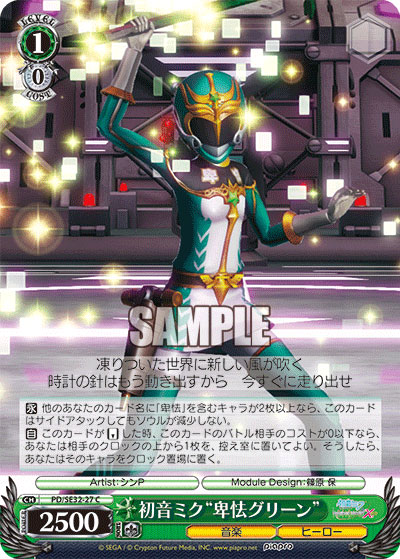 LEVEL
1
0
COST
卑
SAMPLE
凍りついた世界に新しい風が吹く
時計の針はもう動き出すから 今すぐに走り出せ
永 他のあなたのカード名に「卑怯」を含むキャラが2枚以上なら、このカード
はサイドアタックしてもソウルが減少しない。
自 このカードが した時、このカードのバトル相手のコストが0以下なら、
あなたは相手のクロックの上から1枚を、控え室に置いてよい。そうしたら、
あなたはそのキャラをクロック置場に置く。
Artist:シンP
Module Design:篠原 保
CH
PD/SE32-27 C
2500
初音ミク“卑怯グリーン”
音楽
ヒーロー
© SEGA / © Crypton Future Media, INC. www.piapro.net
piapro